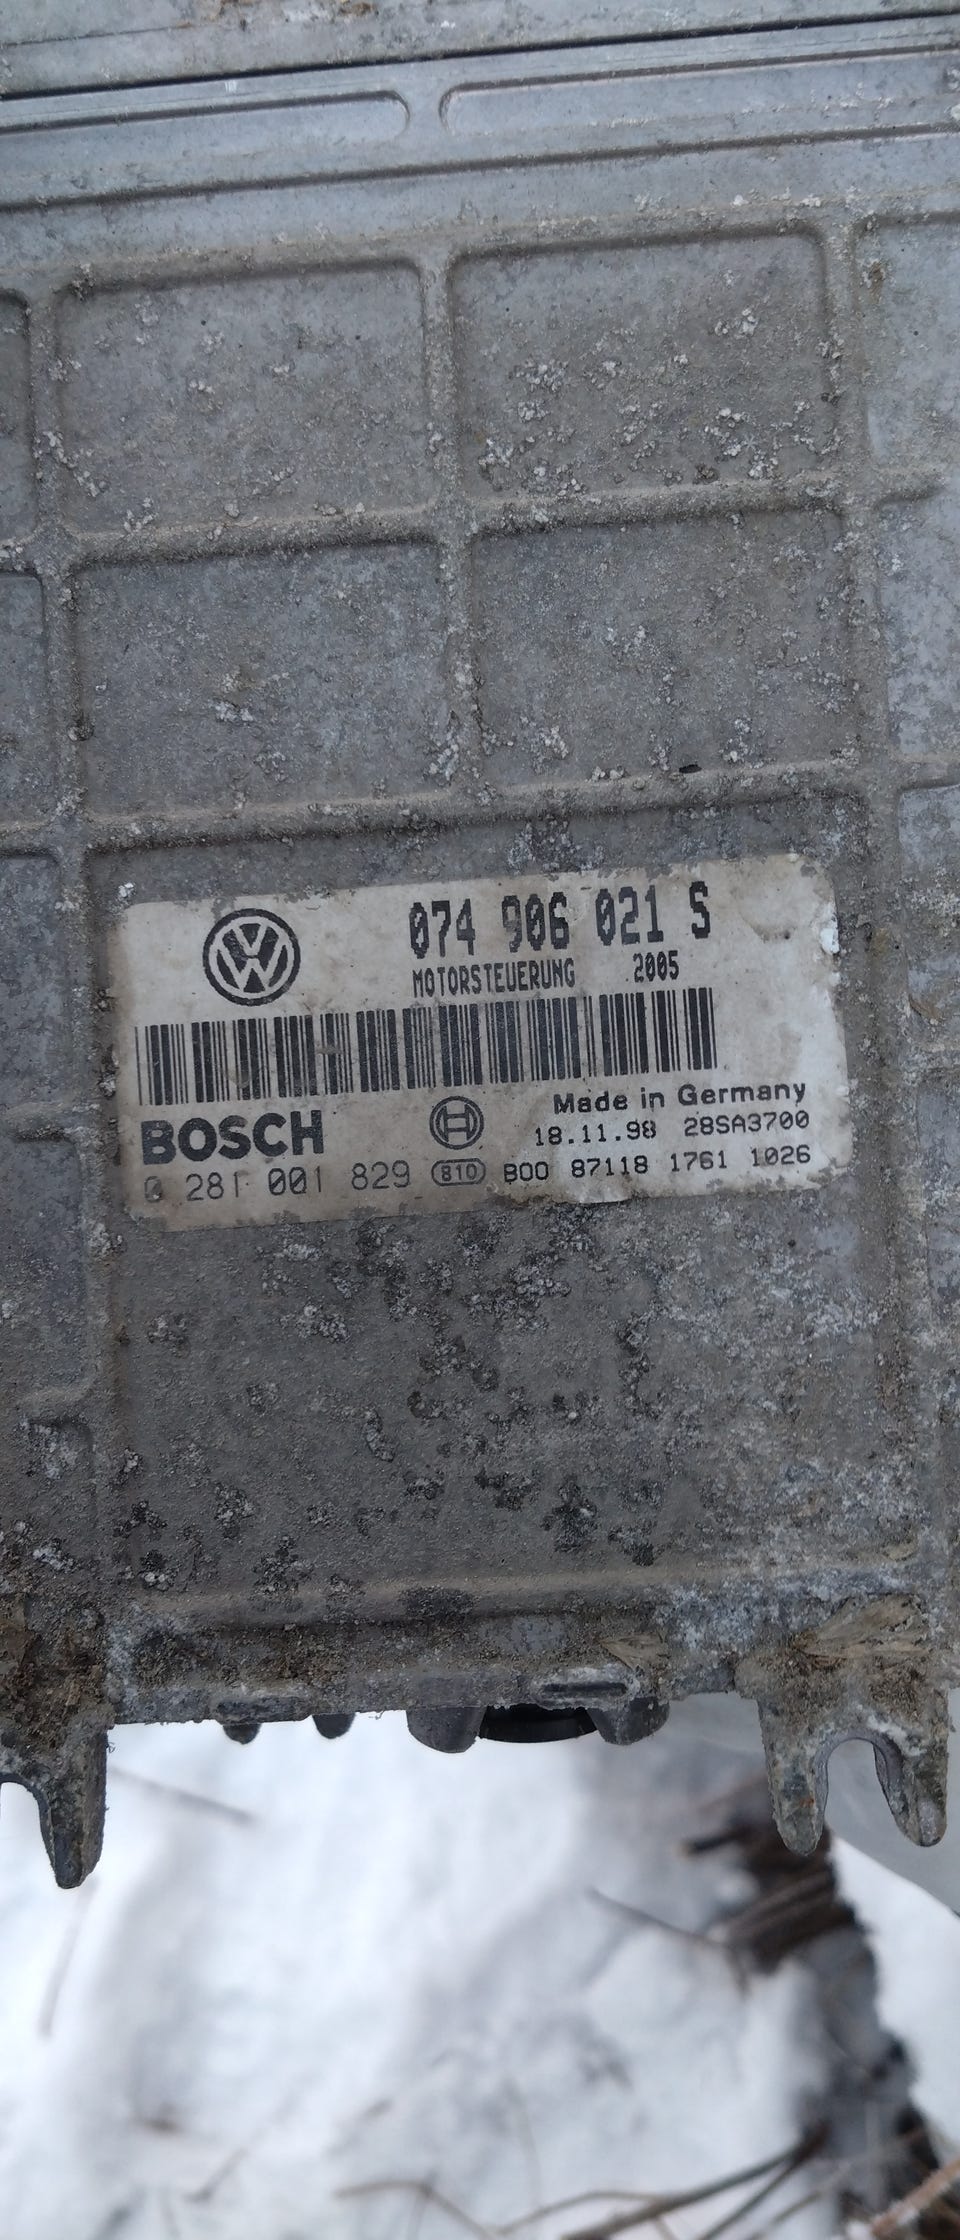 074 906 021 S
MOTORSTEUERUNG 2005
Made in Germany
BOSCH 18.11.98 28SA3700
0 281 001 829 810 B00 87118 1761 1026